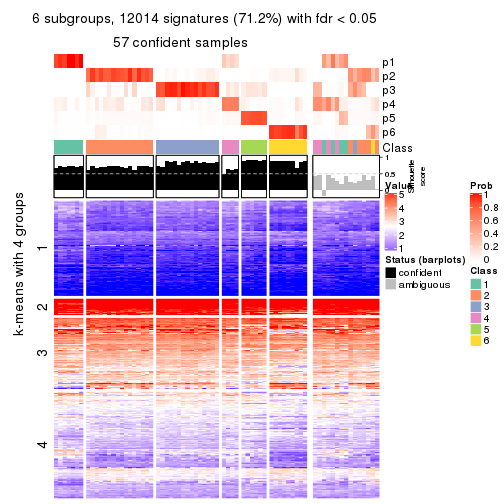 6 subgroups, 12014 signatures (71.2%) with fdr < 0.05
57 confident samples
p1
p2
p3
p4
p5
p6
Class
1
0.5
0
Silhouette
score
k-means with 4 groups
1
2
3
4
Value
5
4
3
2
1
Status (barplots)
confident
ambiguous
Prob
1
0.8
0.6
0.4
0.2
0
Class
1
2
3
4
5
6